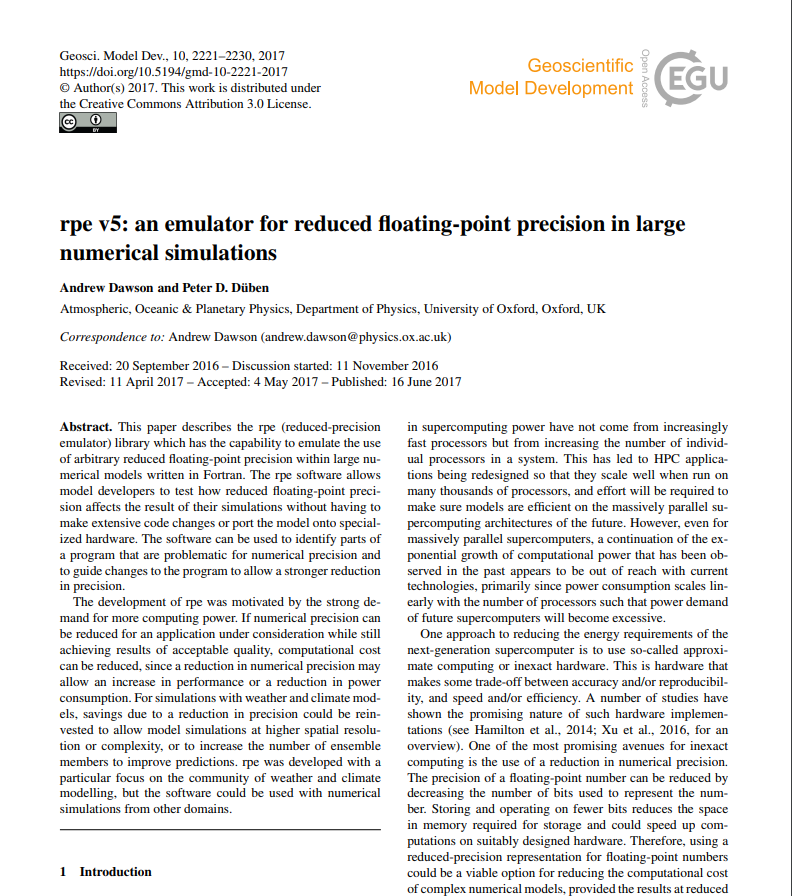 Geosci. Model Dev., 10, 2221–2230, 2017
https://doi.org/10.5194/gmd-10-2221-2017
© Author(s) 2017. This work is distributed under
the Creative Commons Attribution 3.0 License.
cc BY
Geoscientific
Model Development
Open Access
EGU
rpe v5: an emulator for reduced floating-point precision in large
numerical simulations
Andrew Dawson and Peter D. Düben
Atmospheric, Oceanic & Planetary Physics, Department of Physics, University of Oxford, Oxford, UK
Correspondence to: Andrew Dawson (andrew.dawson@physics.ox.ac.uk)
Received: 20 September 2016 – Discussion started: 11 November 2016
Revised: 11 April 2017 – Accepted: 4 May 2017 – Published: 16 June 2017
Abstract. This paper describes the rpe (reduced-precision
emulator) library which has the capability to emulate the use
of arbitrary reduced floating-point precision within large nu-
merical models written in Fortran. The rpe software allows
model developers to test how reduced floating-point preci-
sion affects the result of their simulations without having to
make extensive code changes or port the model onto special-
ized hardware. The software can be used to identify parts of
a program that are problematic for numerical precision and
to guide changes to the program to allow a stronger reduction
in precision.
The development of rpe was motivated by the strong de-
mand for more computing power. If numerical precision can
be reduced for an application under consideration while still
achieving results of acceptable quality, computational cost
can be reduced, since a reduction in numerical precision may
allow an increase in performance or a reduction in power
consumption. For simulations with weather and climate mod-
els, savings due to a reduction in precision could be rein-
vested to allow model simulations at higher spatial resolu-
tion or complexity, or to increase the number of ensemble
members to improve predictions. rpe was developed with a
particular focus on the community of weather and climate
modelling, but the software could be used with numerical
simulations from other domains.
1 Introduction
in supercomputing power have not come from increasingly
fast processors but from increasing the number of individ-
ual processors in a system. This has led to HPC applica-
tions being redesigned so that they scale well when run on
many thousands of processors, and effort will be required to
make sure models are efficient on the massively parallel su-
percomputing architectures of the future. However, even for
massively parallel supercomputers, a continuation of the ex-
ponential growth of computational power that has been ob-
served in the past appears to be out of reach with current
technologies, primarily since power consumption scales lin-
early with the number of processors such that power demand
of future supercomputers will become excessive.
One approach to reducing the energy requirements of the
next-generation supercomputer is to use so-called approxi-
mate computing or inexact hardware. This is hardware that
makes some trade-off between accuracy and/or reproducibil-
ity, and speed and/or efficiency. A number of studies have
shown the promising nature of such hardware implemen-
tations (see Hamilton et al., 2014; Xu et al., 2016, for an
overview). One of the most promising avenues for inexact
computing is the use of a reduction in numerical precision.
The precision of a floating-point number can be reduced by
decreasing the number of bits used to represent the num-
ber. Storing and operating on fewer bits reduces the space
in memory required for storage and could speed up com-
putations on suitably designed hardware. Therefore, using a
reduced-precision representation for floating-point numbers
could be a viable option for reducing the computational cost
of complex numerical models, provided the results at reduced